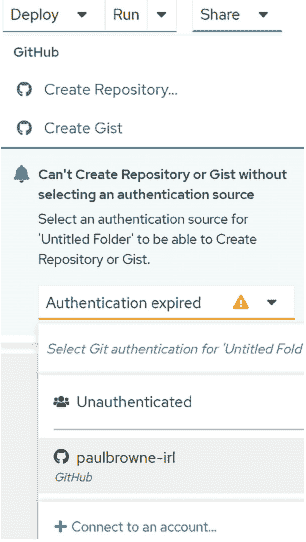 Deploy Run Share
GitHub
Create Repository...
Create Gist
Can't Create Repository or Gist without
selecting an authentication source
Select an authentication source for
'Untitled Folder' to be able to Create
Repository or Gist.
Authentication expired
Select Git authentication for 'Untitled Fold
Unauthenticated
paulbrowne-irl
GitHub
Connect to an account...